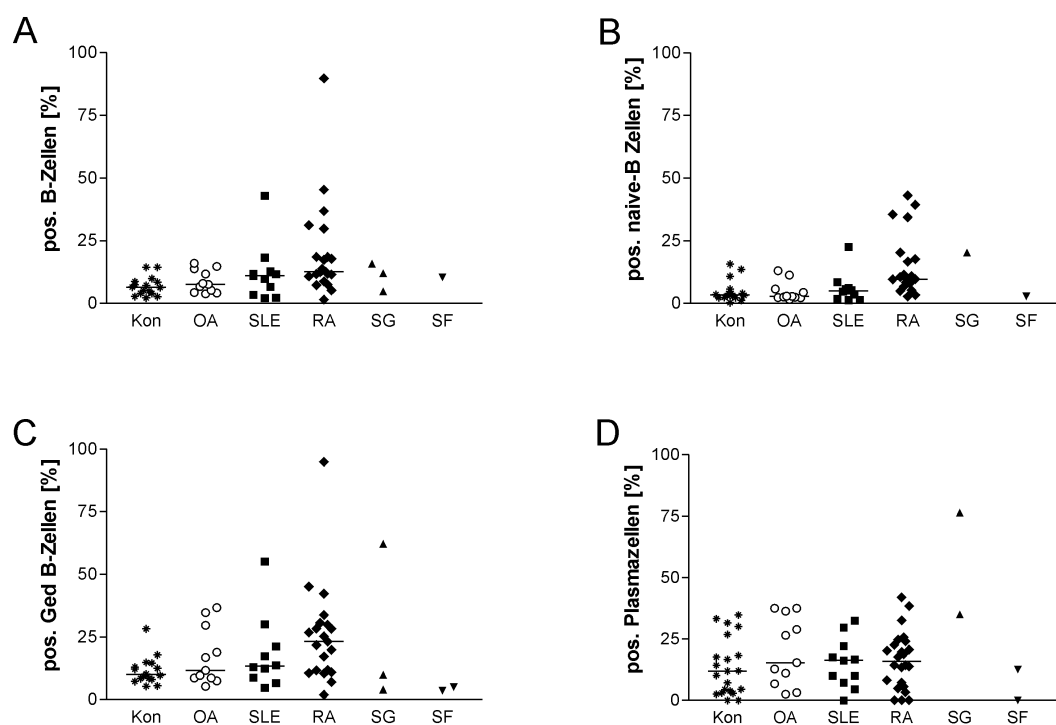 A
pos. B-Zellen [%]
100
75
50
25
0
Kon OA SLE RA SG SF
B
pos. naive-B Zellen [%]
100
75
50
25
0
Kon OA SLE RA SG SF
C
pos. Ged B-Zellen [%]
100
75
50
25
0
Kon OA SLE RA SG SF
D
pos. Plasmazellen [%]
100
75
50
25
0
Kon OA SLE RA SG SF